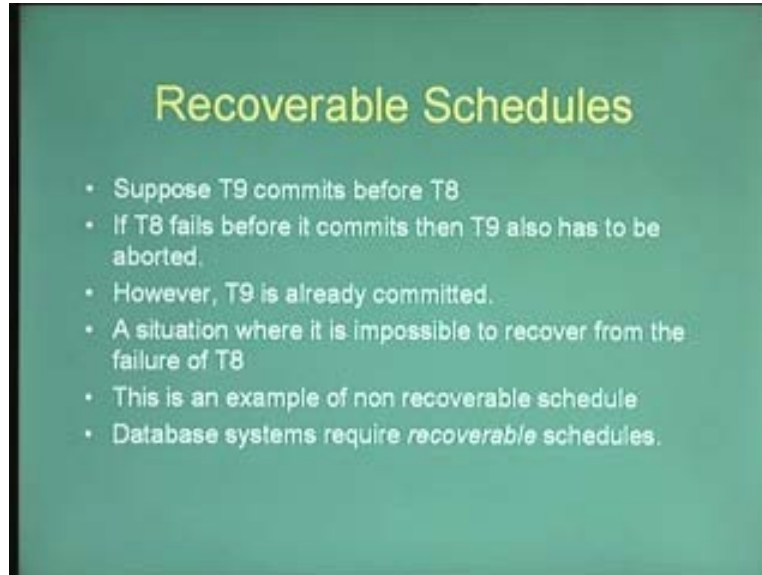 Recoverable Schedules
• Suppose T9 commits before T8
• If T8 fails before it commits then T9 also has to be
aborted.
• However, T9 is already committed.
• A situation where it is impossible to recover from the
failure of T8
• This is an example of non recoverable schedule
• Database systems require recoverable schedules.